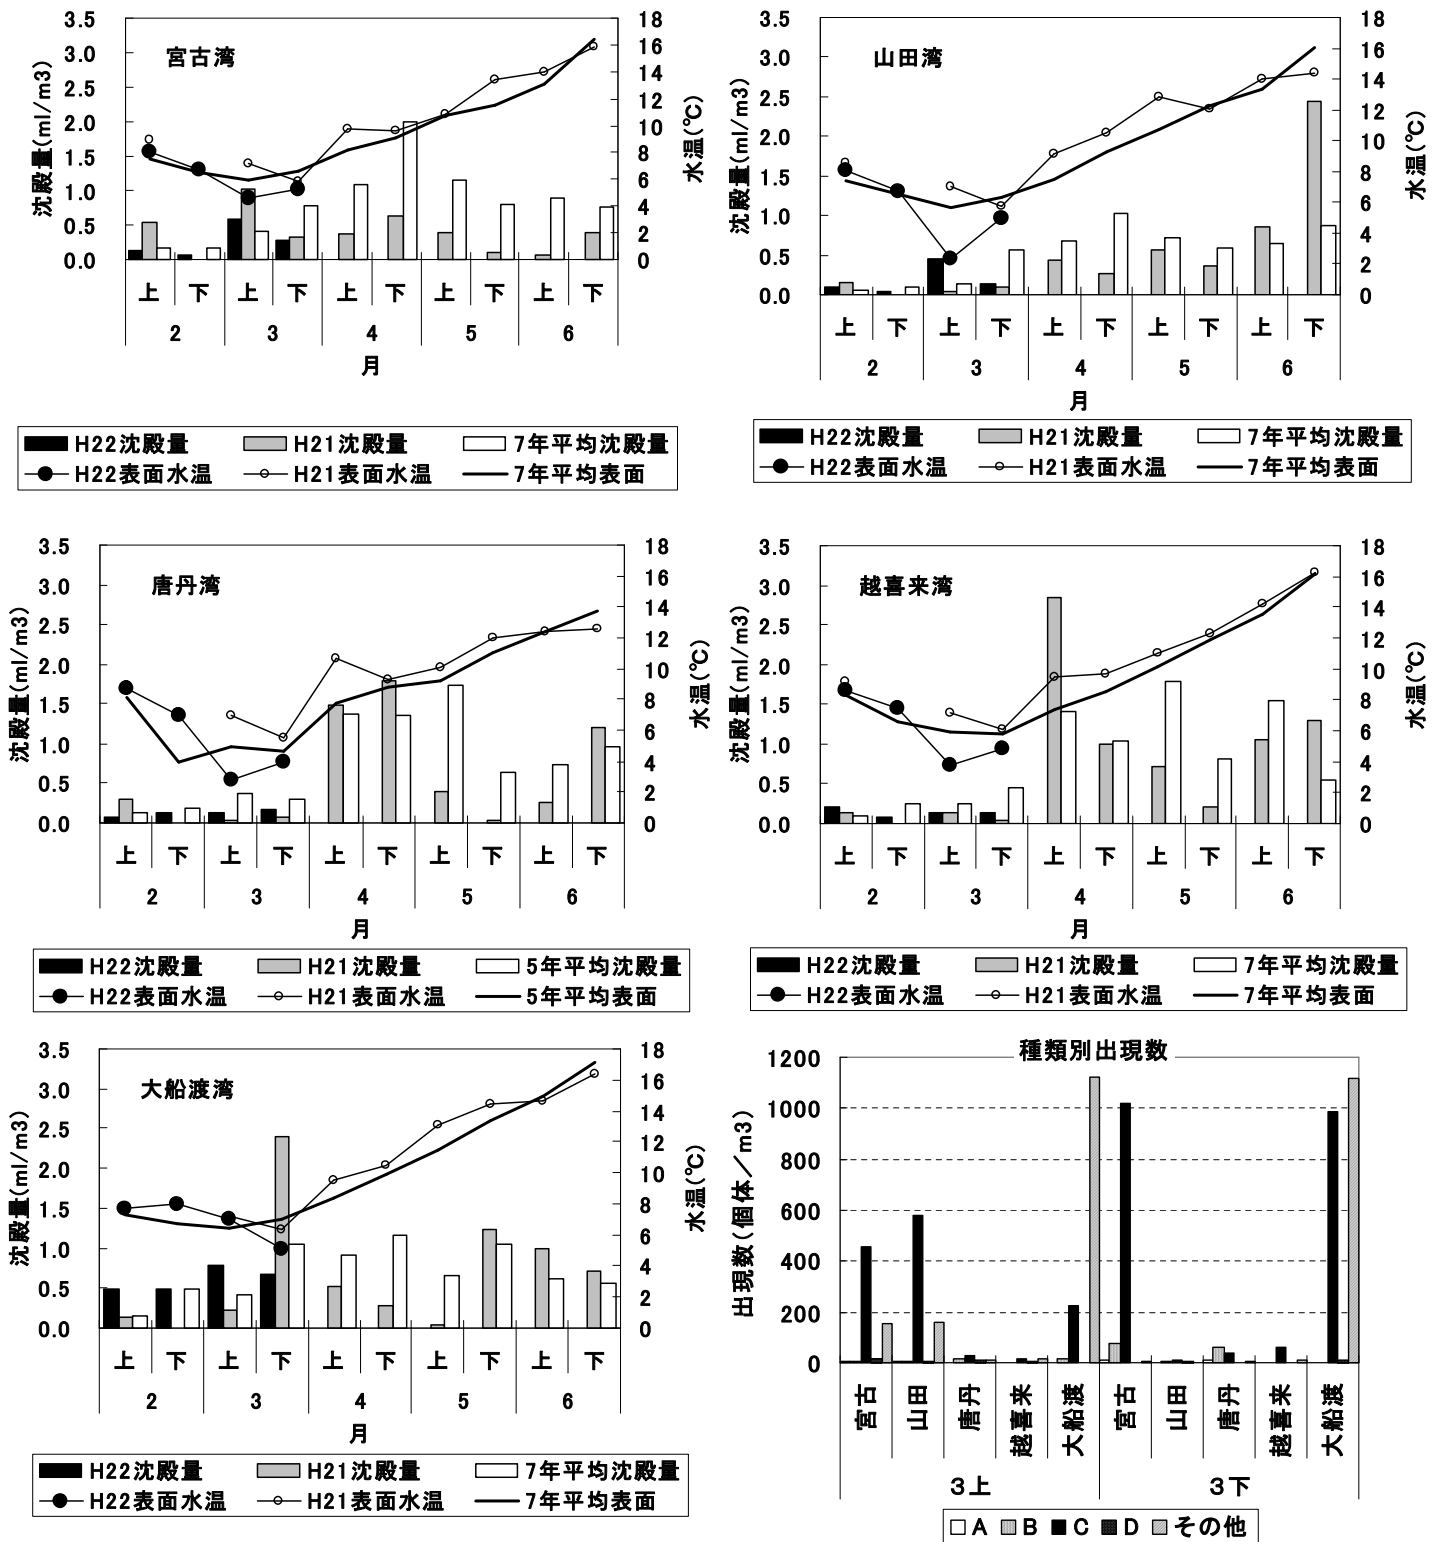 宮古湾
沈殿量(ml/m3)
3.5
3.0
2.5
2.0
1.5
1.0
0.5
0.0
18
16
14
12
10
8
6
4
2
0
水温(℃)
上 下 上 下 上 下 上 下 上 下
2 3 4 5 6
月
H22沈殿量 H21沈殿量 7年平均沈殿量
H22表面水温 H21表面水温 7年平均表面
山田湾
沈殿量(ml/m3)
3.5
3.0
2.5
2.0
1.5
1.0
0.5
0.0
18
16
14
12
10
8
6
4
2
0
水温(℃)
上 下 上 下 上 下 上 下 上 下
2 3 4 5 6
月
H22沈殿量 H21沈殿量 7年平均沈殿量
H22表面水温 H21表面水温 7年平均表面
唐丹湾
沈殿量(ml/m3)
3.5
3.0
2.5
2.0
1.5
1.0
0.5
0.0
18
16
14
12
10
8
6
4
2
0
水温(℃)
上 下 上 下 上 下 上 下 上 下
2 3 4 5 6
月
H22沈殿量 H21沈殿量 5年平均沈殿量
H22表面水温 H21表面水温 5年平均表面
越喜来湾
沈殿量(ml/m3)
3.5
3.0
2.5
2.0
1.5
1.0
0.5
0.0
18
16
14
12
10
8
6
4
2
0
水温(℃)
上 下 上 下 上 下 上 下 上 下
2 3 4 5 6
月
H22沈殿量 H21沈殿量 7年平均沈殿量
H22表面水温 H21表面水温 7年平均表面
大船渡湾
沈殿量(ml/m3)
3.5
3.0
2.5
2.0
1.5
1.0
0.5
0.0
18
16
14
12
10
8
6
4
2
0
水温(℃)
上 下 上 下 上 下 上 下 上 下
2 3 4 5 6
月
H22沈殿量 H21沈殿量 7年平均沈殿量
H22表面水温 H21表面水温 7年平均表面
種類別出現数
出現数(個体／m3)
1200
1000
800
600
400
200
0
宮古 山田 唐丹 越喜来 大船渡 宮古 山田 唐丹 越喜来 大船渡
3上 3下
A B C D その他